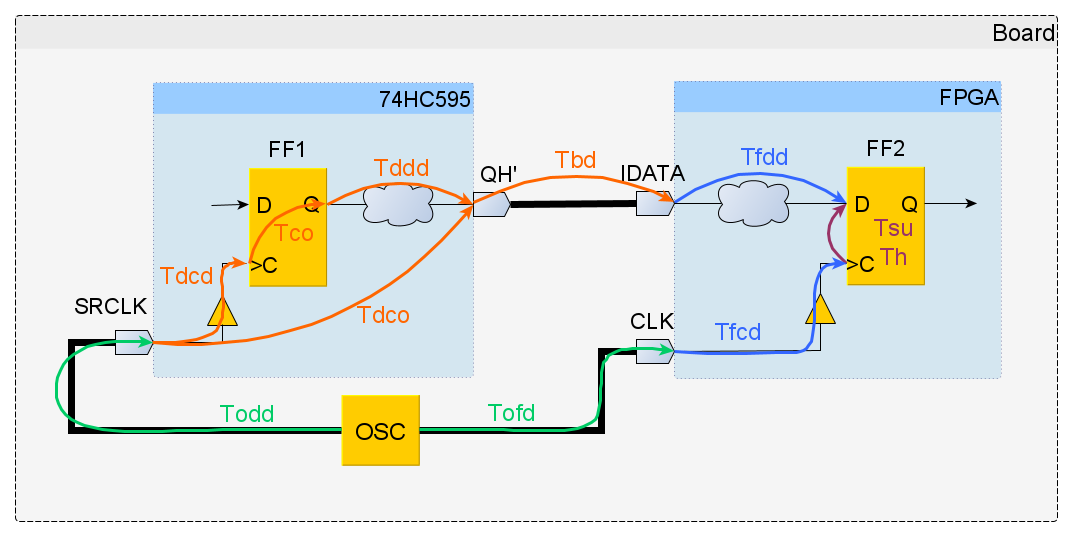 Board
74HC595
FPGA
FF1
FF2
Tddd
QH'
Tbd
IDATA
Tfdd
D
Q
D
Q
Tco
Tsu
Th
>C
>C
Tdcd
SRCLK
Tdco
CLK
Tfcd
Todd
OSC
Tofd